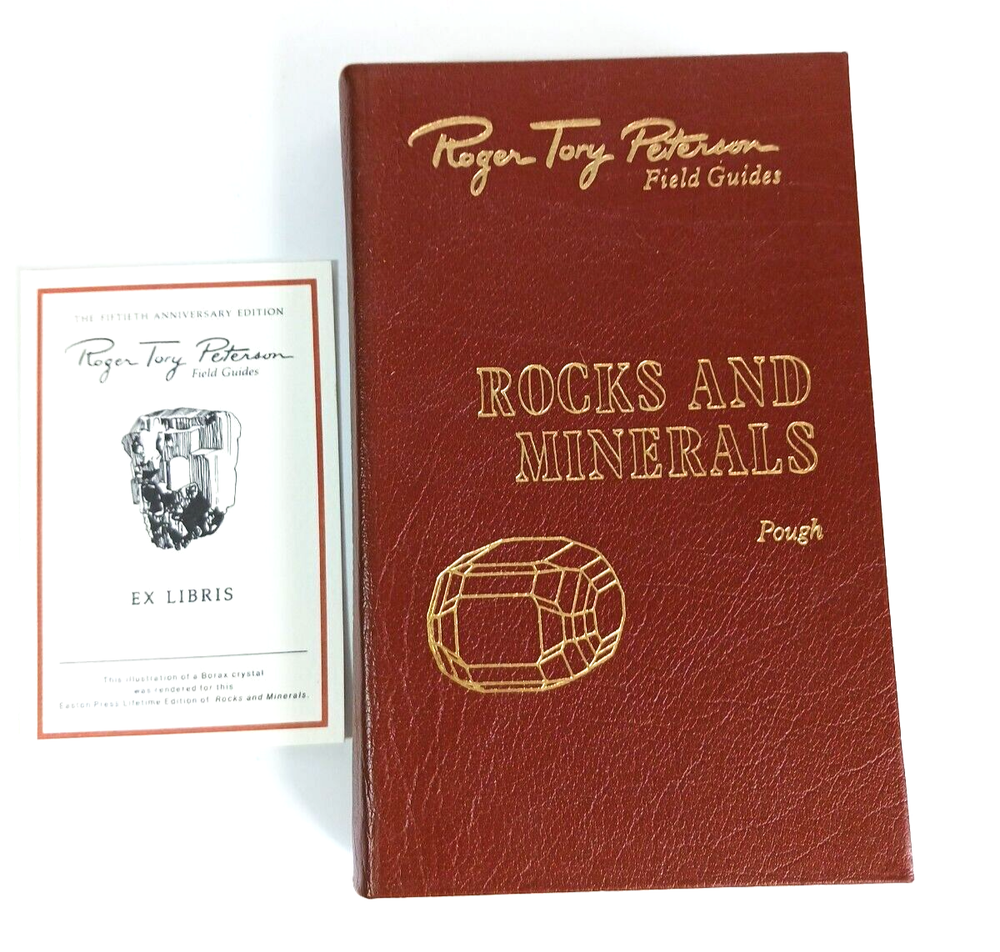 THE FIFTIETH ANNIVERSARY EDITION
Roger Tory Peterson
Field Guides
EX LIBRIS
This illustration of a Borax crystal
was rendered for this
Easton Press Lifetime Edition of Rocks and Minerals.
Roger Tory Peterson
Field Guides
ROCKS AND
MINERALS
Pough